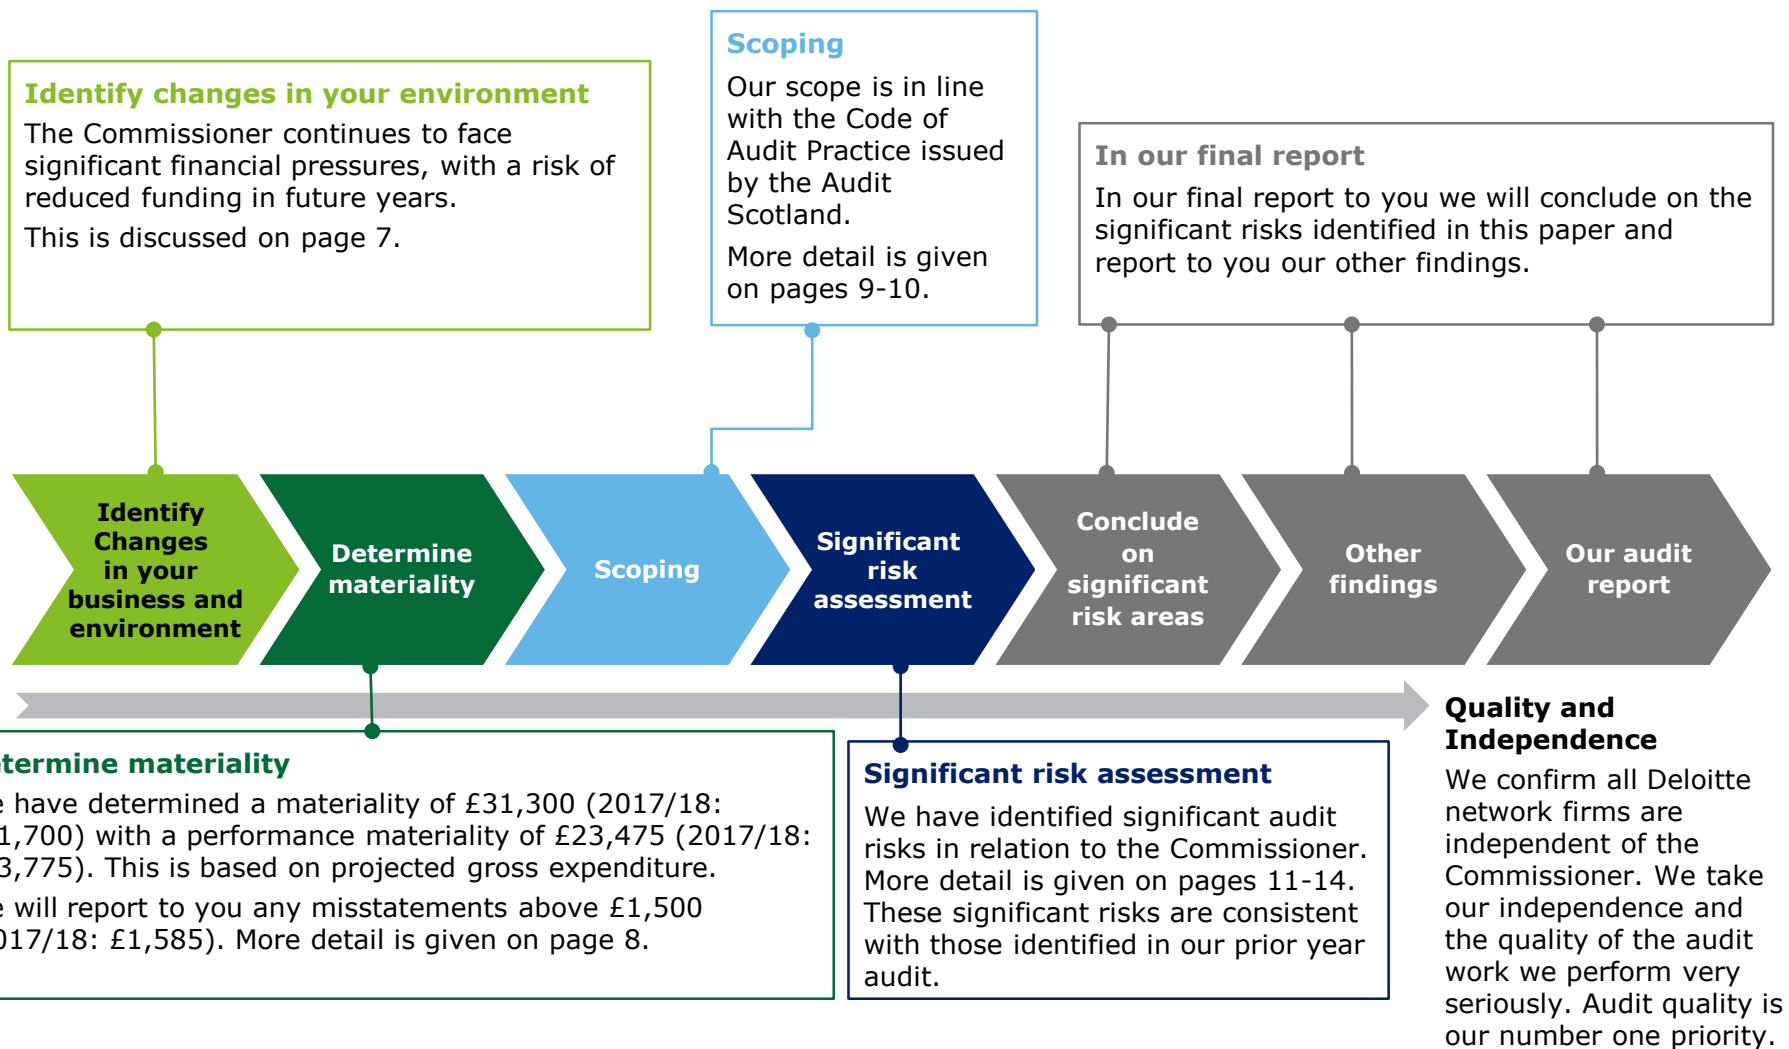 Scoping
Our scope is in line
with the Code of
Audit Practice issued
by the Audit
Scotland.
More detail is given
on pages 9-10.
Identify changes in your environment
The Commissioner continues to face
significant financial pressures, with a risk of
reduced funding in future years.
This is discussed on page 7.
In our final report
In our final report to you we will conclude on the
significant risks identified in this paper and
report to you our other findings.
Identify
Changes
in your
business and
environment
Determine
materiality
Scoping
Significant
risk
assessment
Conclude
on
significant
risk areas
Other
findings
Our audit
report
etermine materiality
e have determined a materiality of £31,300 (2017/18:
1,700) with a performance materiality of £23,475 (2017/18:
3,775). This is based on projected gross expenditure.
e will report to you any misstatements above £1,500
017/18: £1,585). More detail is given on page 8.
Significant risk assessment
We have identified significant audit
risks in relation to the Commissioner.
More detail is given on pages 11-14.
These significant risks are consistent
with those identified in our prior year
audit.
Quality and
Independence
We confirm all Deloitte
network firms are
independent of the
Commissioner. We take
our independence and
the quality of the audit
work we perform very
seriously. Audit quality is
our number one priority.